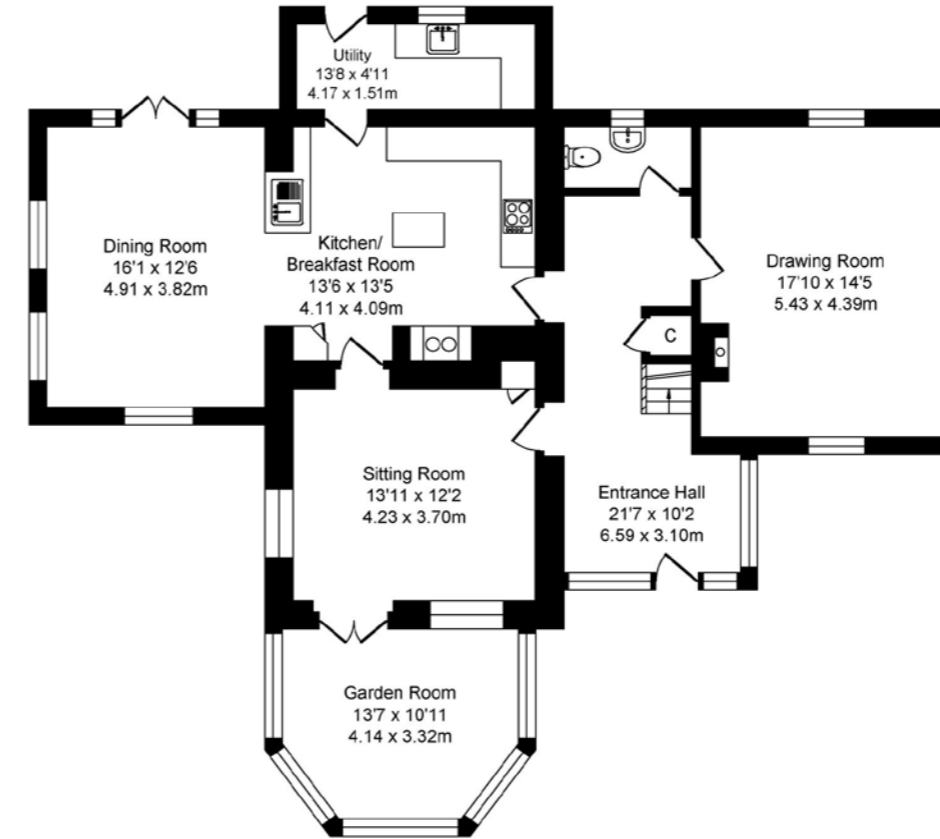 Utility
13'8 x 4'11
4.17 x 1.51m
Dining Room
16'1 x 12'6
4.91 x 3.82m
Kitchen/
Breakfast Room
13'6 x 13'5
4.11 x 4.09m
Drawing Room
17'10 x 14'5
5.43 x 4.39m
C
Sitting Room
13'11 x 12'2
4.23 x 3.70m
Entrance Hall
21'7 x 10'2
6.59 x 3.10m
Garden Room
13'7 x 10'11
4.14 x 3.32m